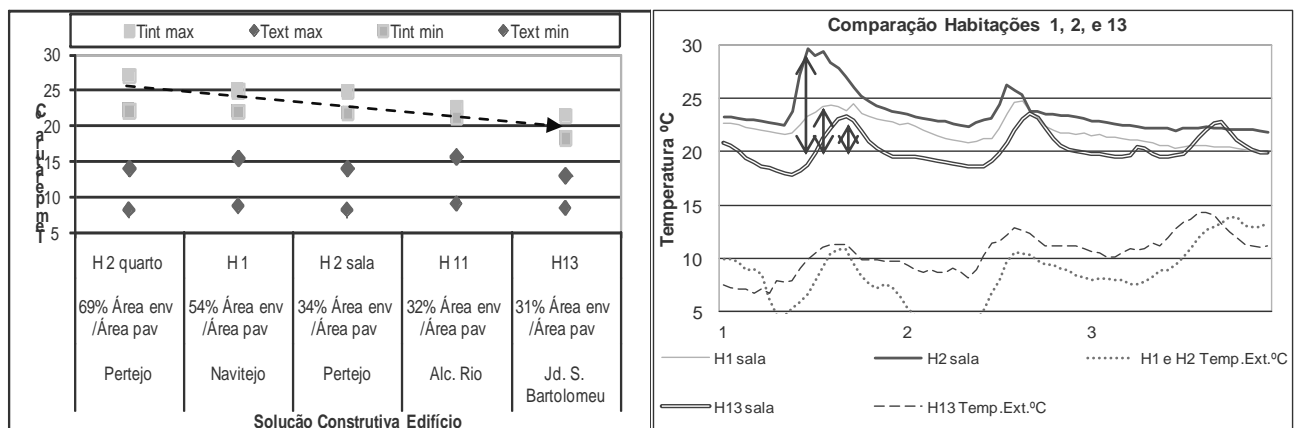 Tint max Text max Tint min Text min
30
25
20
15
10
5
Temperatura ºC
H 2 quarto H 1 H 2 sala H 11 H13
69% Área env 54% Área env 34% Área env 32% Área env 31% Área env
/Área pav /Área pav /Área pav /Área pav /Área pav
Pertejo Navitejo Pertejo Alc. Rio Jd. S.
Bartolomeu
Solução Construtiva Edifício
Comparação Habitações 1, 2, e 13
30
25
20
15
10
5
Temperatura ºC
1 2 3
H1 sala H2 sala H1 e H2 Temp.Ext.ºC
H13 sala H13 Temp.Ext.ºC